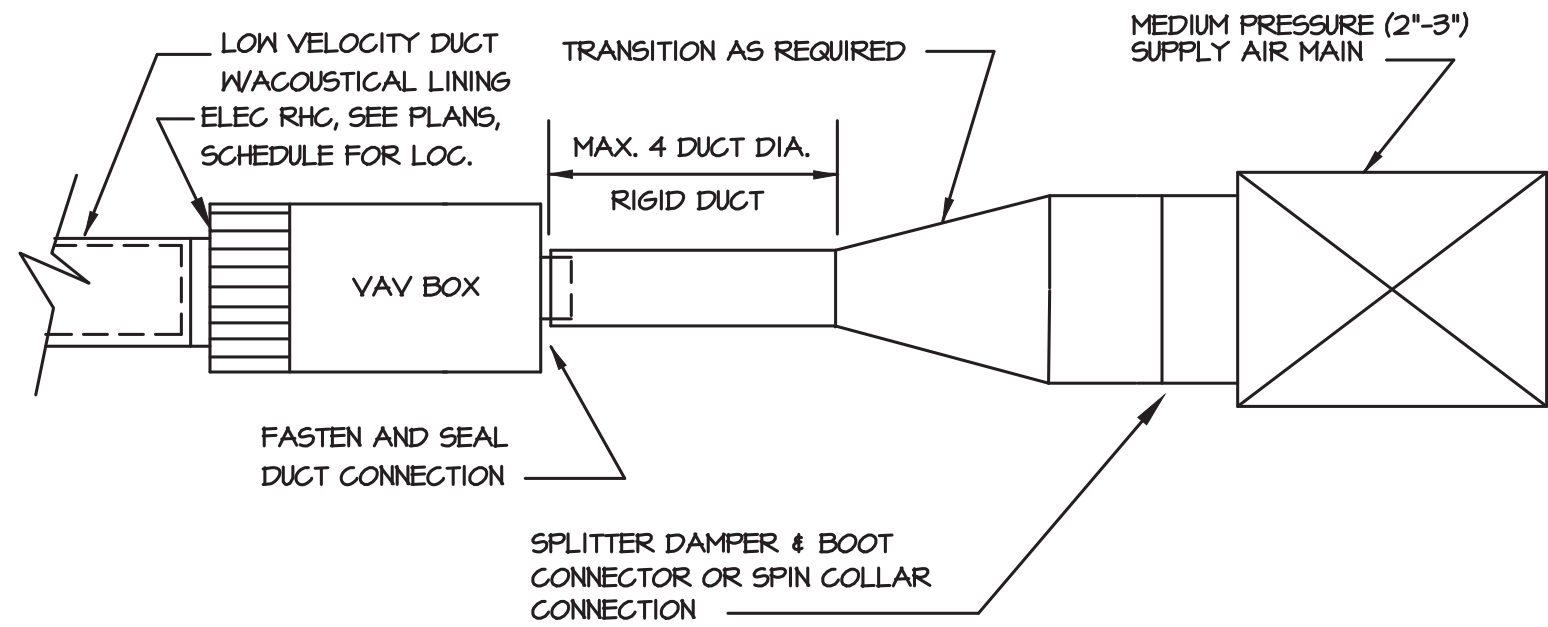 LOW VELOCITY DUCT
W/ACOUSTICAL LINING
ELEC RHC, SEE PLANS,
SCHEDULE FOR LOC.
TRANSITION AS REQUIRED
MEDIUM PRESSURE (2"-3")
SUPPLY AIR MAIN
MAX. 4 DUCT DIA.
RIGID DUCT
VAV BOX
FASTEN AND SEAL
DUCT CONNECTION
SPLITTER DAMPER & BOOT
CONNECTOR OR SPIN COLLAR
CONNECTION